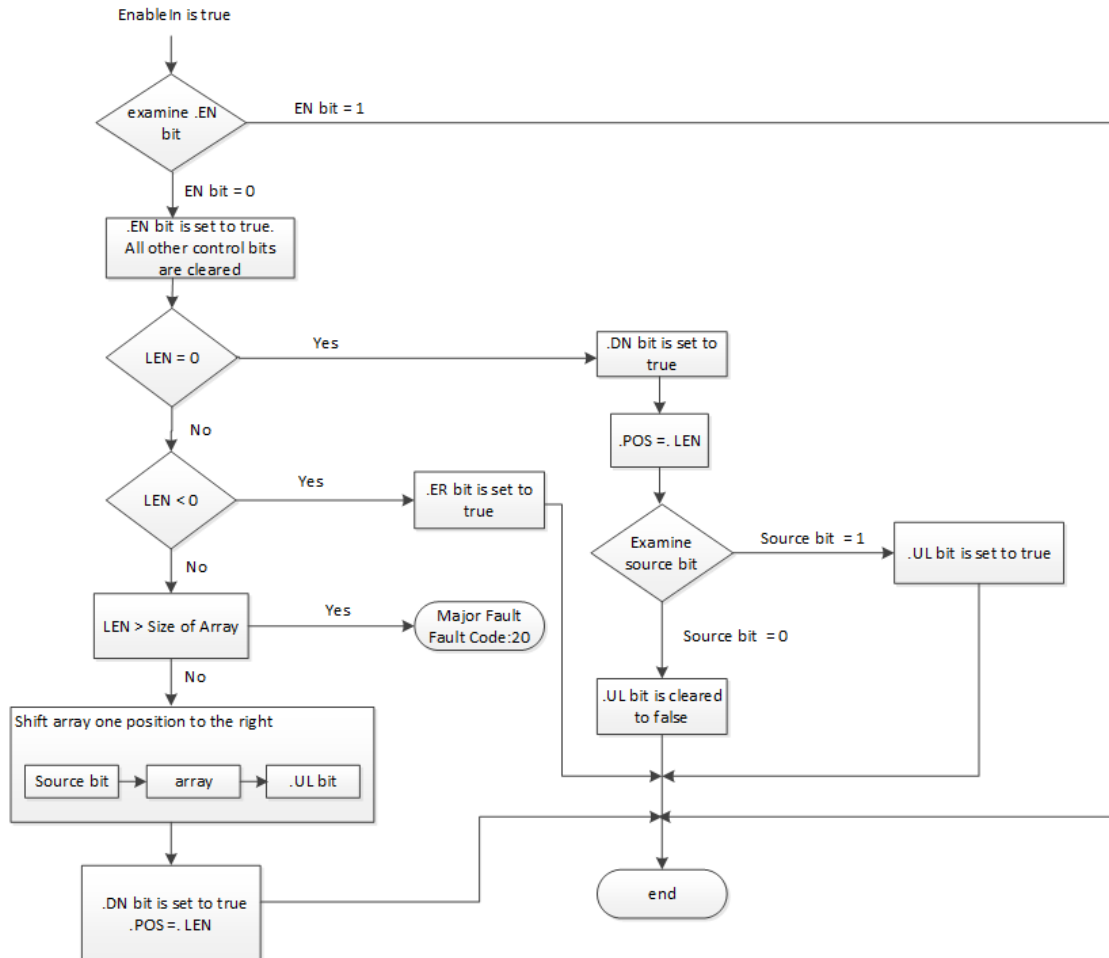 EnableIn is true
examine .EN
bit
EN bit = 1
EN bit = 0
.EN bit is set to true.
All other control bits
are cleared
LEN = 0
Yes
.DN bit is set to
true
No
.POS =. LEN
LEN < 0
Yes
.ER bit is set to
true
Examine
source bit
Source bit = 1
.UL bit is set to true
No
LEN > Size of Array
Yes
Major Fault
Fault Code:20
Source bit = 0
No
.UL bit is cleared
to false
Shift array one position to the right
Source bit
array
.UL bit
.DN bit is set to true
.POS =. LEN
end